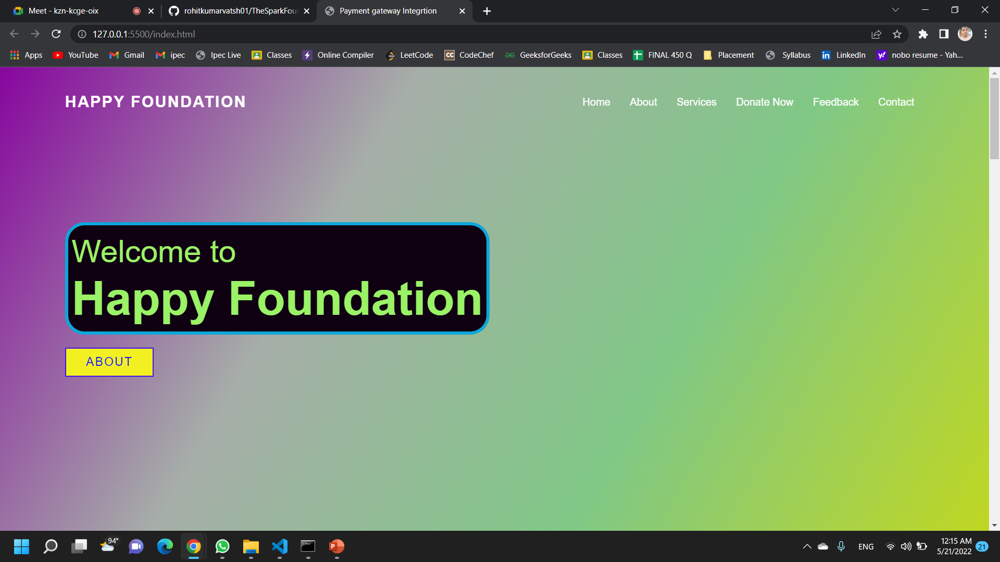 Meet - kzn-kcge-oix
rohitkumarvatsh01/TheSparkFou
Payment gateway Integrtion
127.0.0.1:5500/index.html
Apps YouTube Gmail ipec Ipec Live Classes Online Compiler LeetCode CodeChef GeeksforGeeks Classes FINAL 450 Q Placement Syllabus LinkedIn nobo resume - Yah...
HAPPY FOUNDATION
Home About Services Donate Now Feedback Contact
Welcome to
Happy Foundation
ABOUT
94°
ENG
12:15 AM
5/21/2022
21